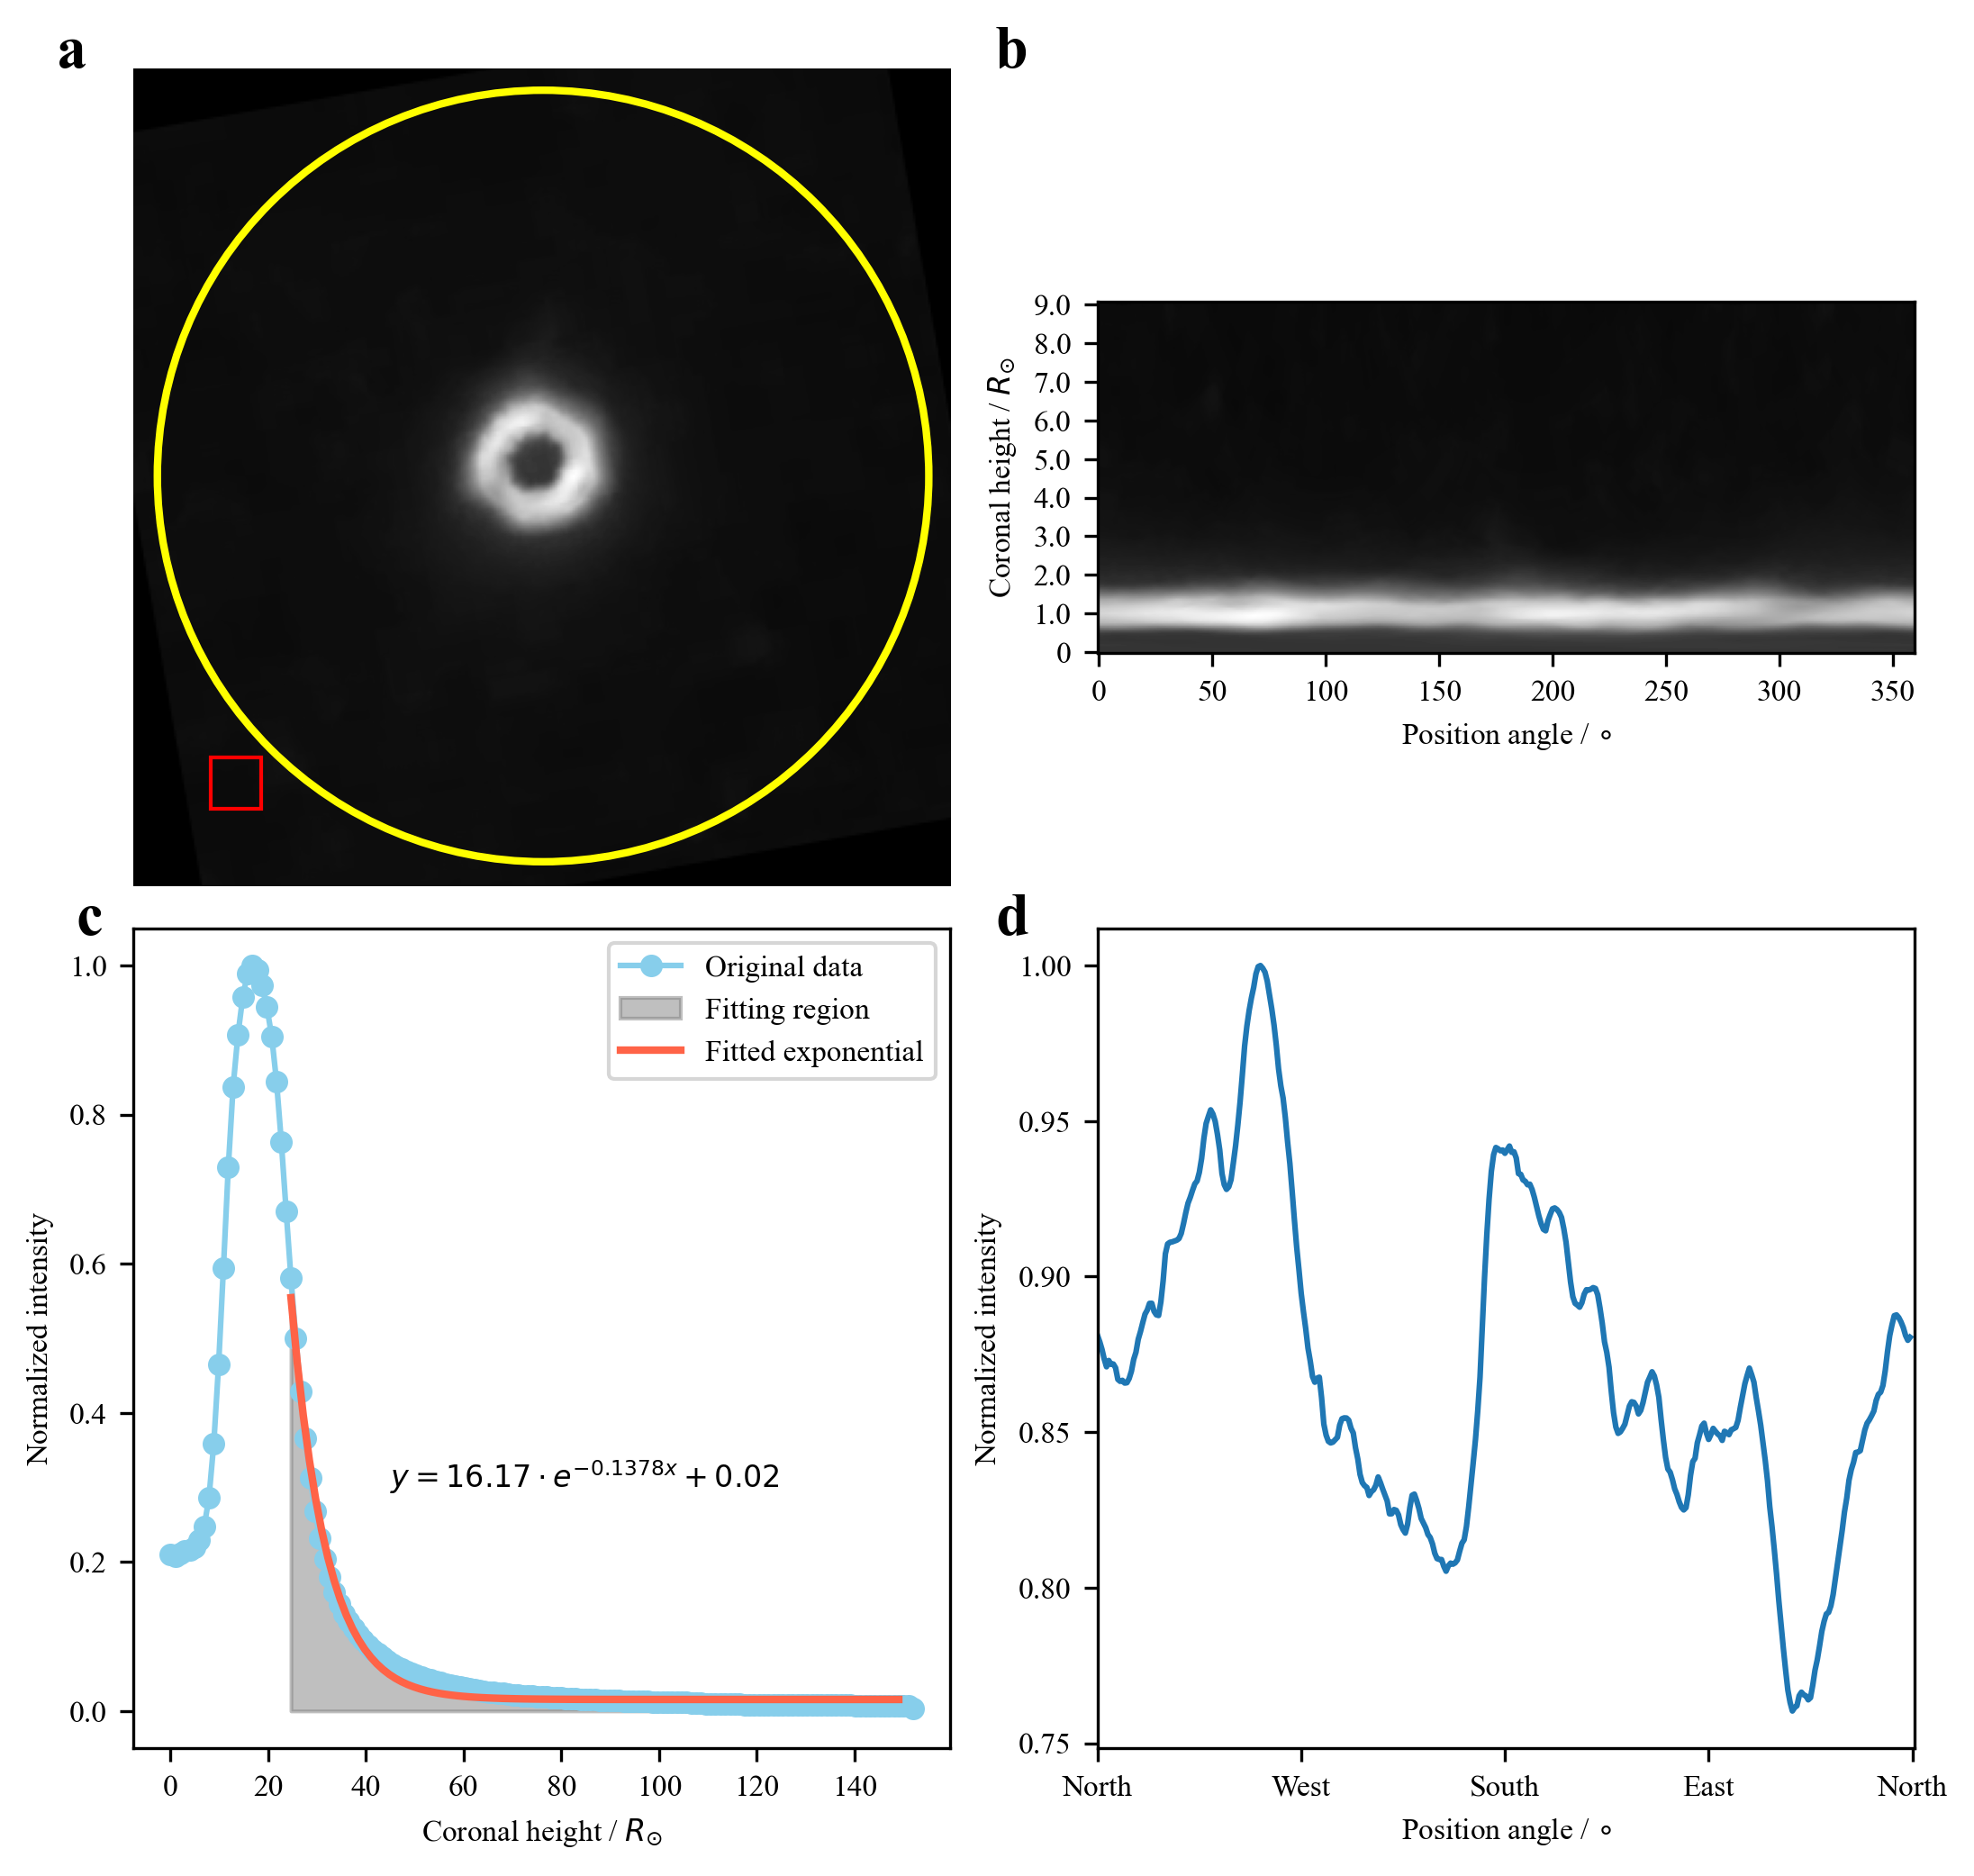 a
b
9.0
8.0
7.0
6.0
5.0
4.0
3.0
2.0
1.0
0
Coronal height / R⊙
0 50 100 150 200 250 300 350
Position angle / ∘
c
1.0
0.8
0.6
0.4
0.2
0.0
Normalized intensity
Original data
Fitting region
Fitted exponential
y = 16.17 · e^{−0.1378x} + 0.02
0 20 40 60 80 100 120 140
Coronal height / R⊙
d
1.00
0.95
0.90
0.85
0.80
0.75
Normalized intensity
North West South East North
Position angle / ∘